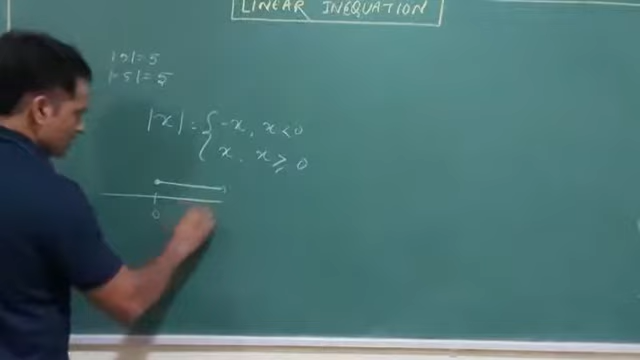 LINEAR INEQUATION
|5|=5
|-5|=5
|x| = { -x, x<0
x, x ≥ 0
0